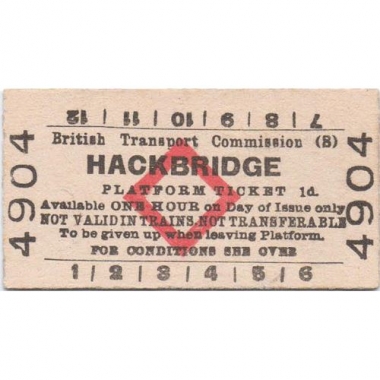 12 | 11 | 10 | 9 | 8 | 7
British Transport Commission (S)
HACKBRIDGE
PLATFORM TICKET 1d.
Available ONE HOUR on Day of Issue only
NOT VALID IN TRAINS. NOT TRANSFERABLE
To be given up when leaving Platform.
FOR CONDITIONS SEE OVER
1 | 2 | 3 | 4 | 5 | 6
4904
4904